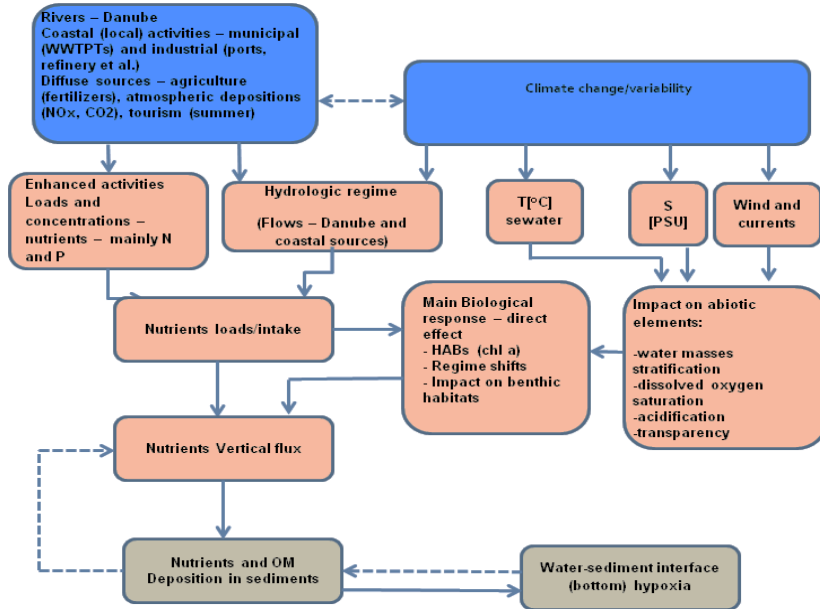 Rivers – Danube
Coastal (local) activities – municipal
(WWTPTs) and industrial (ports,
refinery et al.)
Diffuse sources – agriculture
(fertilizers), atmospheric depositions
(NOx, CO2), tourism (summer)
Climate change/variability
Enhanced activities
Loads and
concentrations –
nutrients – mainly N
and P
Hydrologic regime
(Flows – Danube and
coastal sources)
T[°C]
sewater
S
[PSU]
Wind and
currents
Nutrients loads/intake
Main Biological
response – direct
effect
- HABs (chl a)
- Regime shifts
- Impact on benthic
habitats
Impact on abiotic
elements:
-water masses
stratification
-dissolved oxygen
saturation
-acidification
-transparency
Nutrients Vertical flux
Nutrients and OM
Deposition in sediments
Water-sediment interface
(bottom) hypoxia